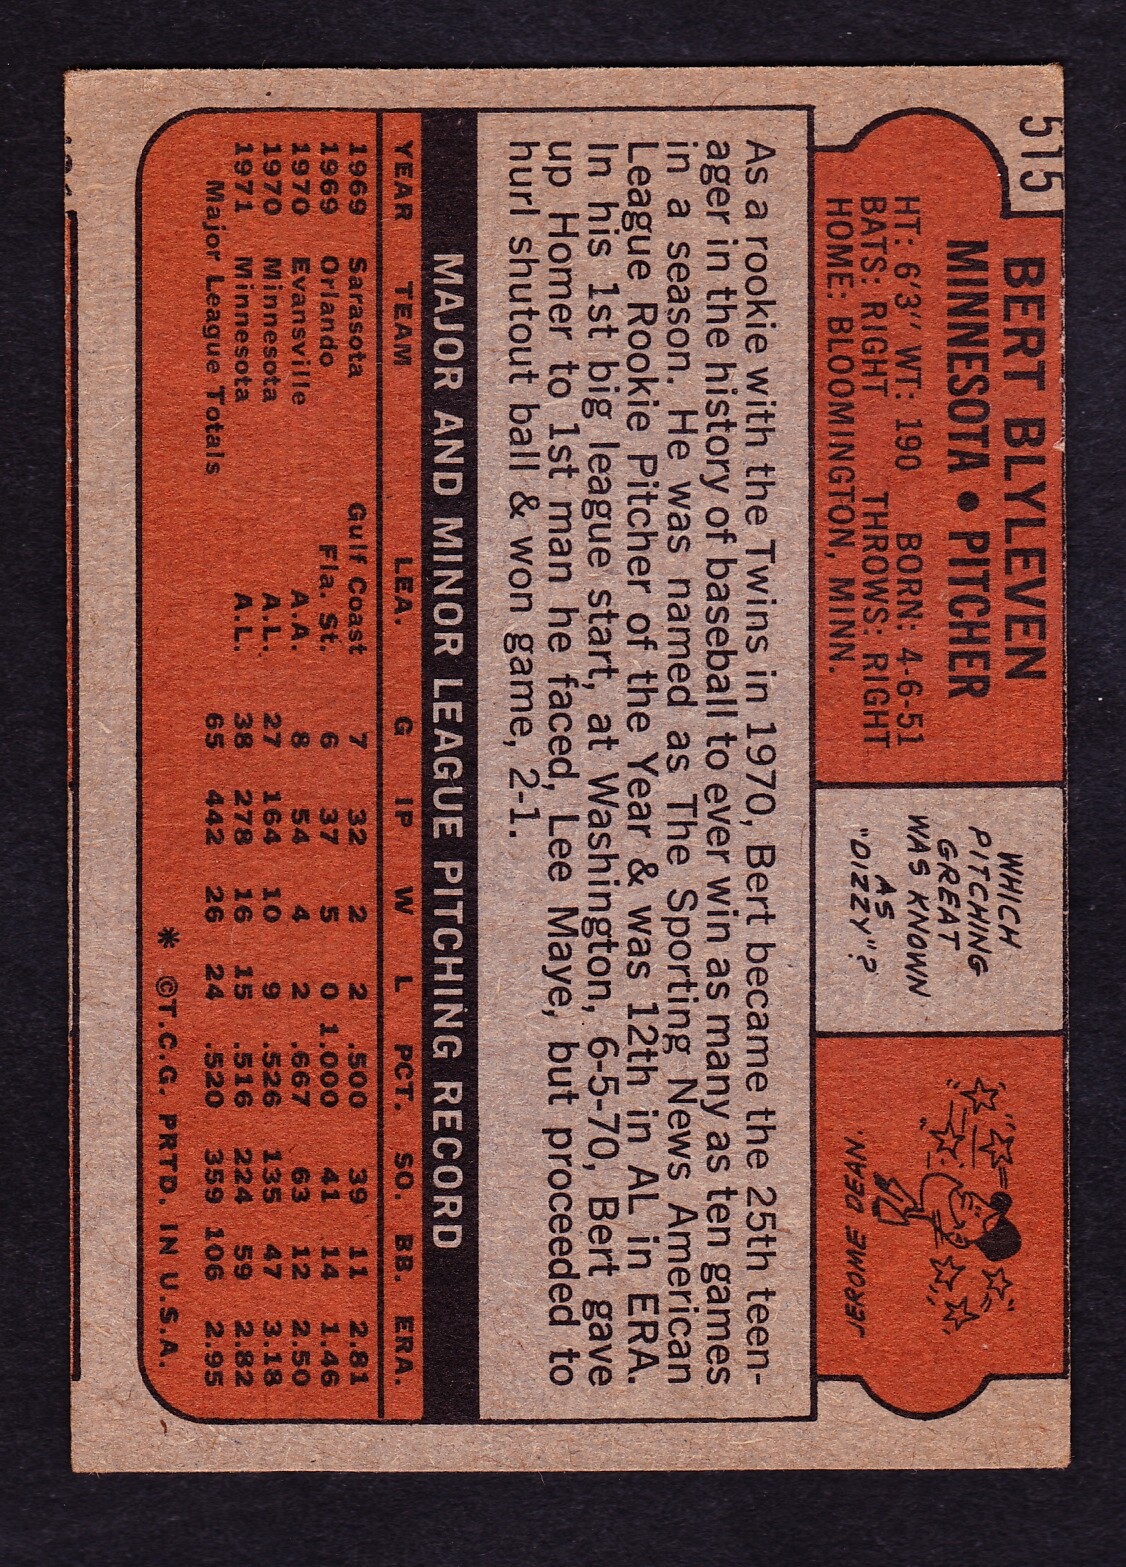 515
BERT BLYLEVEN
MINNESOTA • PITCHER
HT: 6'3" WT: 190 BORN: 4-6-51
BATS: RIGHT THROWS: RIGHT
HOME: BLOOMINGTON, MINN.
WHICH
PITCHING
GREAT
WAS KNOWN
AS
"DIZZY"?
'JEROME DEAN.'
As a rookie with the Twins in 1970, Bert became the 25th teen-
ager in the history of baseball to ever win as many as ten games
in a season. He was named as The Sporting News American
League Rookie Pitcher of the Year & was 12th in AL in ERA.
In his 1st big league start, at Washington, 6-5-70, Bert gave
up Homer to 1st man he faced, Lee Maye, but proceeded to
hurl shutout ball & won game, 2-1.
MAJOR AND MINOR LEAGUE PITCHING RECORD
YEAR TEAM LEA. G IP W L PCT. SO. BB. ERA.
1969 Sarasota Gulf Coast 7 32 2 2 .500 39 11 2.81
1969 Orlando Fla. St. 6 37 5 0 1.000 41 14 1.46
1970 Evansville A.A. 8 54 4 2 .667 63 12 2.50
1970 Minnesota A.L. 27 164 10 9 .526 135 47 3.18
1971 Minnesota A.L. 38 278 16 15 .516 224 59 2.82
Major League Totals 65 442 26 24 .520 359 106 2.95
* ©T.C.G. PRTD. IN U.S.A.